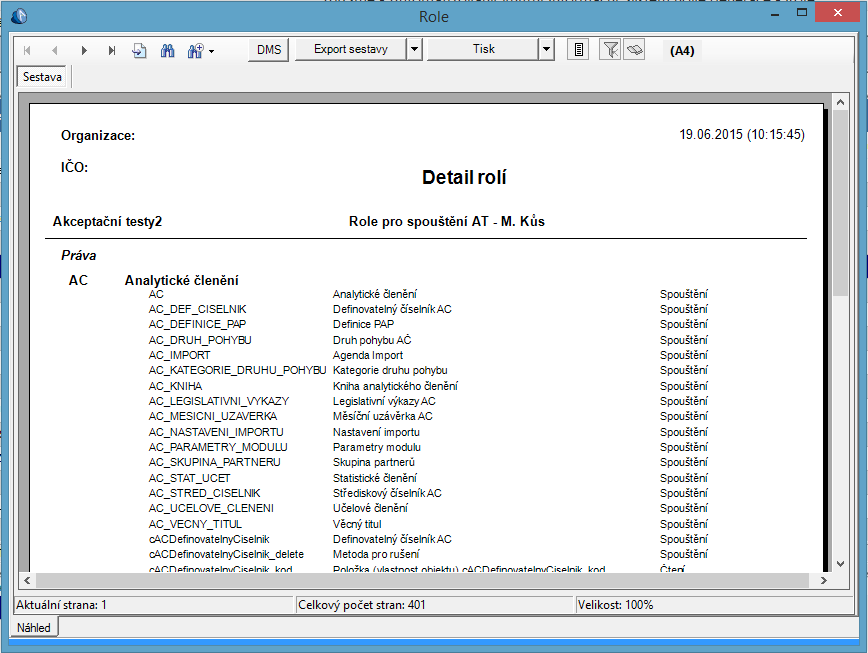 Role
DMS Export sestavy Tisk (A4)
Sestava
Organizace: 19.06.2015 (10:15:45)
IČO:
Detail rolí
Akceptační testy2 Role pro spouštění AT - M. Kůs
Práva
AC Analytické členění
AC Analytické členění Spouštění
AC_DEF_CISELNIK Definovatelný číselník AC Spouštění
AC_DEFINICE_PAP Definice PAP Spouštění
AC_DRUH_POHYBU Druh pohybu AČ Spouštění
AC_IMPORT Agenda Import Spouštění
AC_KATEGORIE_DRUHU_POHYBU Kategorie druhu pohybu Spouštění
AC_KNIHA Kniha analytického členění Spouštění
AC_LEGISLATIVNI_VYKAZY Legislativní výkazy AC Spouštění
AC_MESICNI_UZAVERKA Měsíční uzávěrka AC Spouštění
AC_NASTAVENI_IMPORTU Nastavení importu Spouštění
AC_PARAMETRY_MODULU Parametry modulu Spouštění
AC_SKUPINA_PARTNERU Skupina partnerů Spouštění
AC_STAT_UCET Statistické členění Spouštění
AC_STRED_CISELNIK Střediskový číselník AC Spouštění
AC_UCELOVE_CLENENI Účelové členění Spouštění
AC_VECNY_TITUL Věcný titul Spouštění
cACDefinovatelnyCiselnik Definovatelný číselník AC Spouštění
cACDefinovatelnyCiselnik_delete Metoda pro rušení Spouštění
cACDefinovatelnyCiselnik_kod Položka (vlastnost objektu) cACDefinovatelnyCiselnik_kod Čtení
Aktuální strana: 1 Celkový počet stran: 401 Velikost: 100%
Náhled